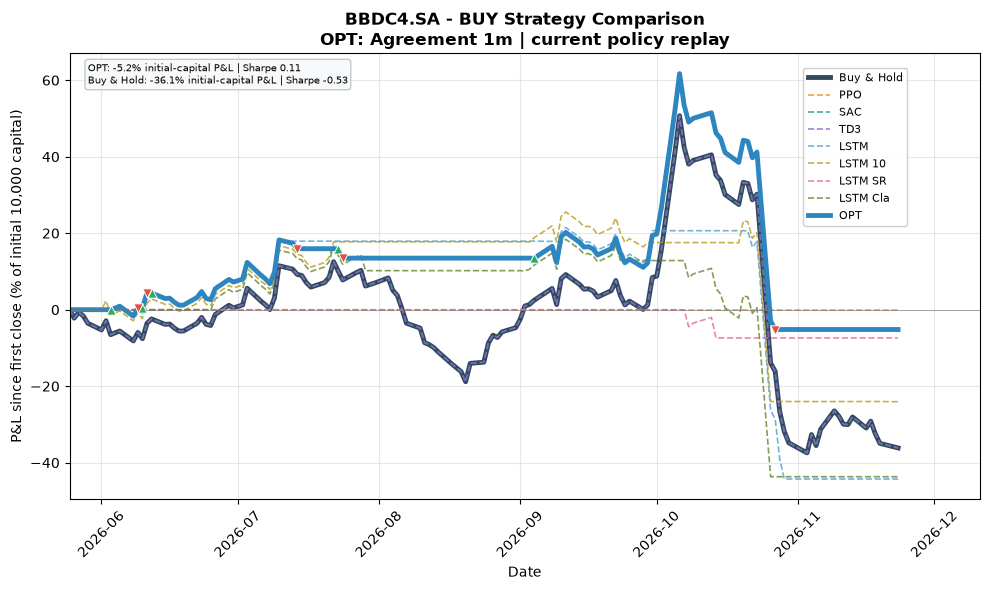 BBDC4.SA - BUY Strategy Comparison
OPT: Agreement 1m | current policy replay
OPT: -5.2% initial-capital P&L | Sharpe 0.11
Buy & Hold: -36.1% initial-capital P&L | Sharpe -0.53
Buy & Hold
PPO
SAC
TD3
LSTM
LSTM 10
LSTM SR
LSTM Cla
OPT
P&L since first close (% of initial 10,000 capital)
60
40
20
0
−20
−40
2026-06
2026-07
2026-08
2026-09
2026-10
2026-11
2026-12
Date